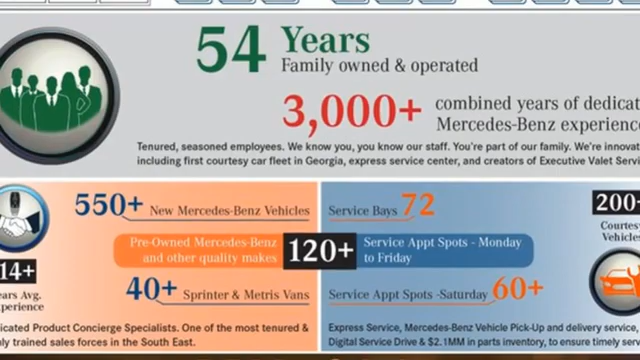 54 Years
Family owned & operated
3,000+ combined years of dedicat
Mercedes-Benz experience
Tenured, seasoned employees. We know you, you know our staff. You're part of our family. We're innovat
including first courtesy car fleet in Georgia, express service center, and creators of Executive Valet Servi
550+ New Mercedes-Benz Vehicles
Pre-Owned Mercedes-Benz
and other quality makes
40+ Sprinter & Metris Vans
14+
ears Avg.
xperience
icated Product Concierge Specialists. One of the most tenured &
ly trained sales forces in the South East.
120+
Service Bays 72
Service Appt Spots - Monday
to Friday
Service Appt Spots -Saturday 60+
200+
Courtesy
Vehicles
Express Service, Mercedes-Benz Vehicle Pick-Up and delivery service,
Digital Service Drive & $2.1MM in parts inventory, to ensure timely servi